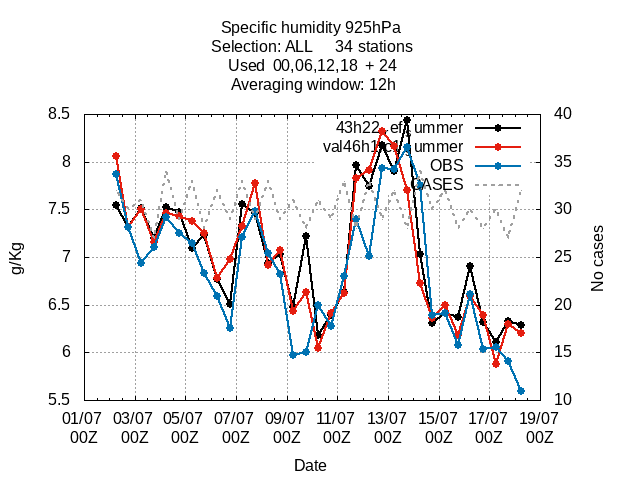 Specific humidity 925hPa
Selection: ALL 34 stations
Used 00,06,12,18 + 24
Averaging window: 12h
8.5 40
8 35
7.5 30
7 25
6.5 20
6 15
5.5 10
g/Kg
No cases
ummer
ummer
OBS
CASES
01/07 03/07 05/07 07/07 09/07 11/07 13/07 15/07 17/07 19/07
00Z 00Z 00Z 00Z 00Z 00Z 00Z 00Z 00Z 00Z
Date